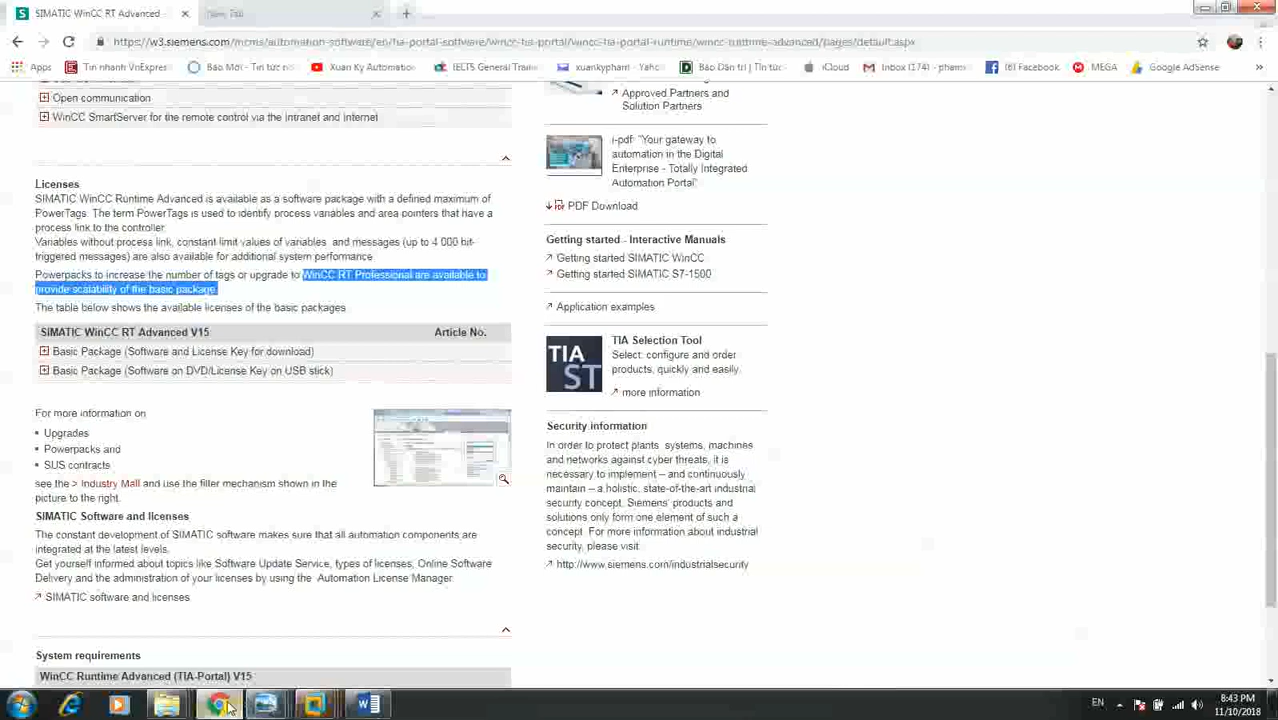 SIMATIC WinCC RT Advanced -
New Tab
https://w3.siemens.com/mcms/automation-software/en/tia-portal-software/wincc-tia-portal/wincc-tia-portal-runtime/wincc-runtime-advanced/pages/default.aspx
Apps
Tin nhanh VnExpres
Báo Mới - Tin tức n
Xuan Ky Automation
IELTS General Train
xuankypham - Yaho
Báo Dân trí | Tin tức
iCloud
Inbox (174) - pham
(6) Facebook
MEGA
Google AdSense
»
Open communication
WinCC SmartServer for the remote control via the Intranet and Internet
Licenses
SIMATIC WinCC Runtime Advanced is available as a software package with a defined maximum of
PowerTags. The term PowerTags is used to identify process variables and area pointers that have a
process link to the controller.
Variables without process link, constant limit values of variables and messages (up to 4 000 bit-
triggered messages) are also available for additional system performance.
Powerpacks to increase the number of tags or upgrade to WinCC RT Professional are available to
provide scalability of the basic package.
The table below shows the available licenses of the basic packages
SIMATIC WinCC RT Advanced V15 Article No.
Basic Package (Software and License Key for download)
Basic Package (Software on DVD/License Key on USB stick)
For more information on
Upgrades
Powerpacks and
SUS contracts
see the > Industry Mall and use the filter mechanism shown in the
picture to the right.
SIMATIC Software and licenses
The constant development of SIMATIC software makes sure that all automation components are
integrated at the latest levels.
Get yourself informed about topics like Software Update Service, types of licenses, Online Software
Delivery and the administration of your licenses by using the Automation License Manager
SIMATIC software and licenses
System requirements
WinCC Runtime Advanced (TIA-Portal) V15
Approved Partners and
Solution Partners
i-pdf: "Your gateway to
automation in the Digital
Enterprise - Totally Integrated
Automation Portal"
PDF Download
Getting started - Interactive Manuals
Getting started SIMATIC WinCC
Getting started SIMATIC S7-1500
Application examples
TIA
ST
TIA Selection Tool
Select, configure and order
products, quickly and easily.
more information
Security information
In order to protect plants, systems, machines
and networks against cyber threats, it is
necessary to implement – and continuously
maintain – a holistic, state-of-the-art industrial
security concept. Siemens' products and
solutions only form one element of such a
concept. For more information about industrial
security, please visit
http://www.siemens.com/industrialsecurity
EN
8:43 PM
11/10/2018